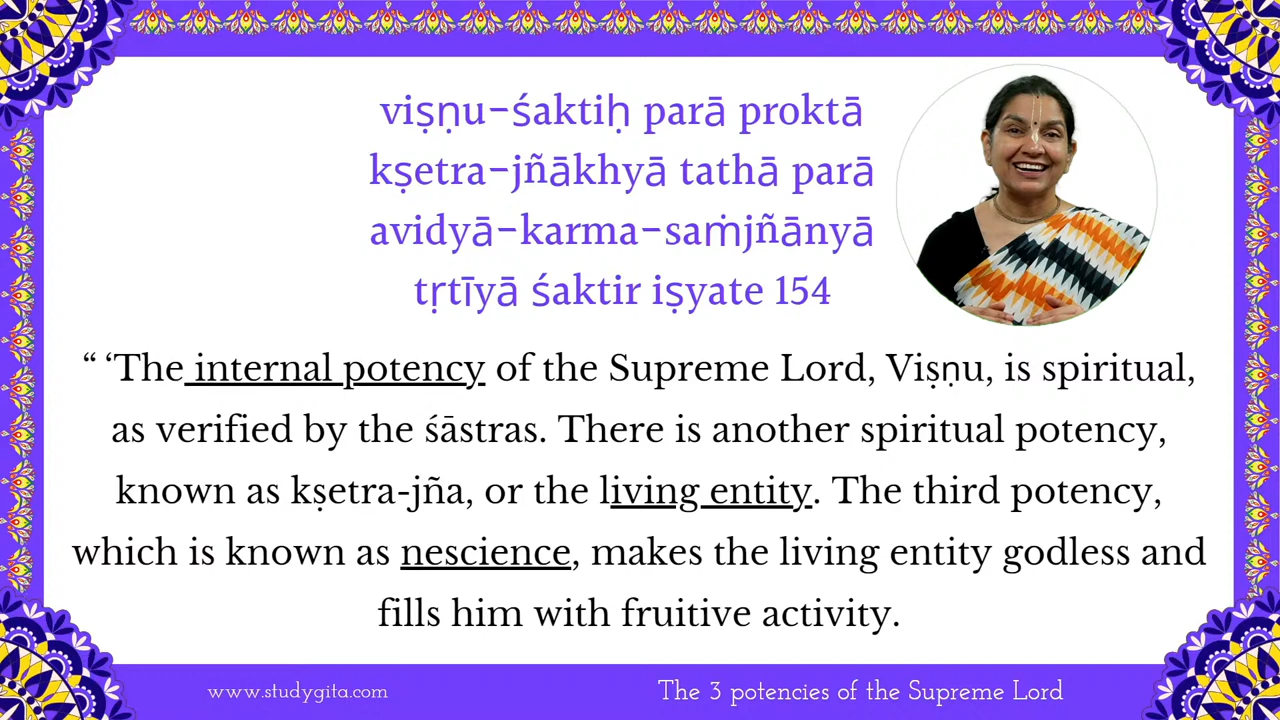 viṣṇu-śaktiḥ parā proktā
kṣetra-jñākhyā tathā parā
avidyā-karma-saṁjñānyā
tṛtīyā śaktir iṣyate 154
“ ‘The internal potency of the Supreme Lord, Viṣṇu, is spiritual,
as verified by the śāstras. There is another spiritual potency,
known as kṣetra-jña, or the living entity. The third potency,
which is known as nescience, makes the living entity godless and
fills him with fruitive activity.
www.studygita.com
The 3 potencies of the Supreme Lord